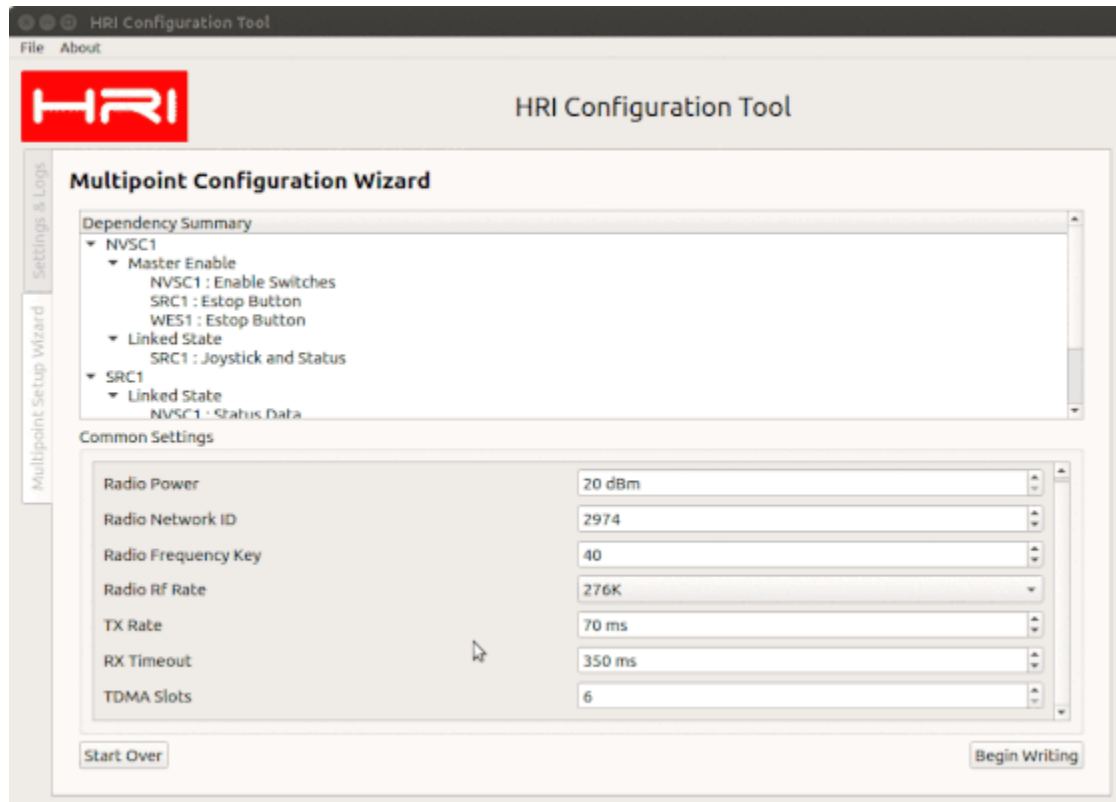 HRI Configuration Tool
File About
HRI
HRI Configuration Tool
Settings & Logs
Multipoint Setup Wizard
Multipoint Configuration Wizard
Dependency Summary
NVSC1
Master Enable
NVSC1 : Enable Switches
SRC1 : Estop Button
WES1 : Estop Button
Linked State
SRC1 : Joystick and Status
SRC1
Linked State
NVSC1 : Status Data
Common Settings
Radio Power 20 dBm
Radio Network ID 2974
Radio Frequency Key 40
Radio Rf Rate 276K
TX Rate 70 ms
RX Timeout 350 ms
TDMA Slots 6
Start Over Begin Writing